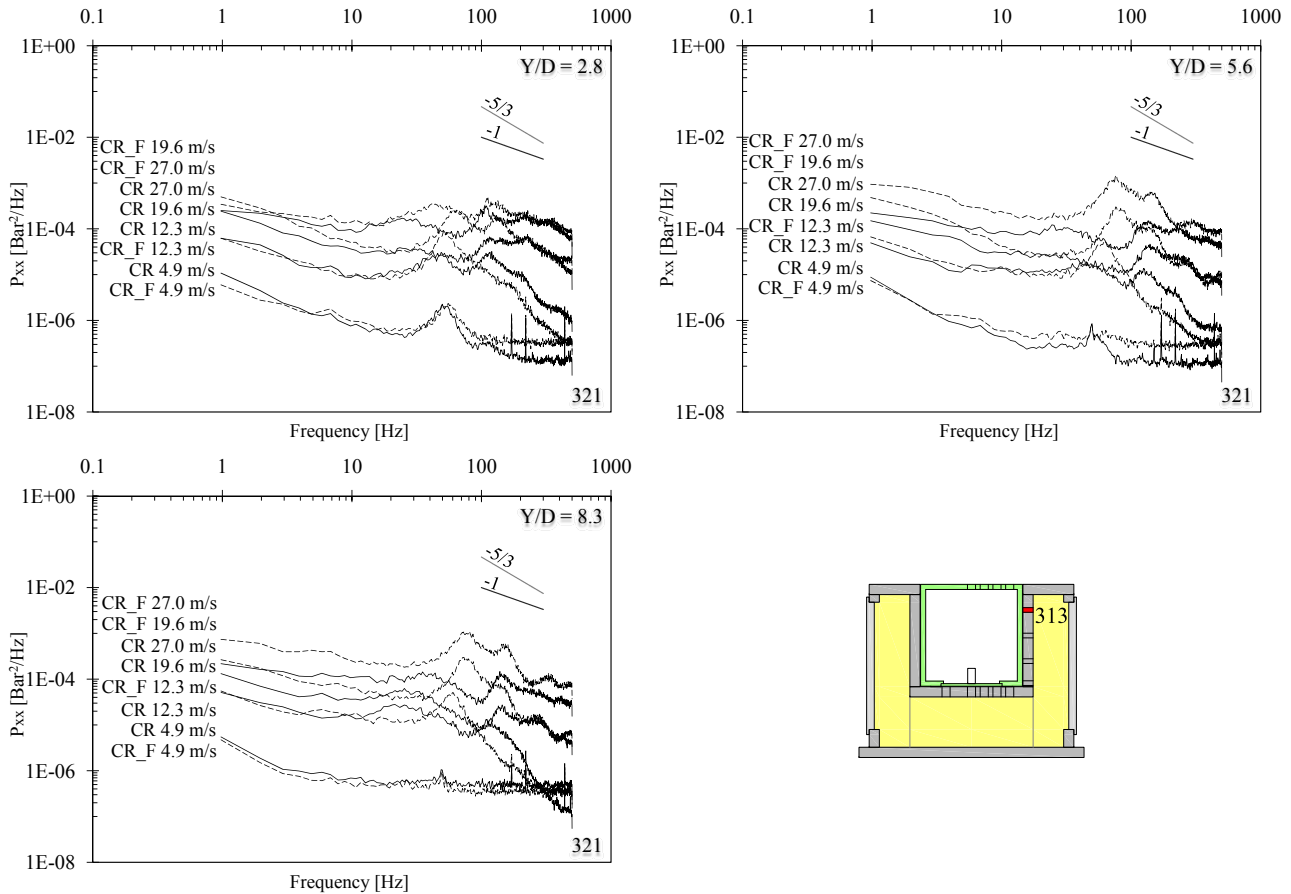 0.1 1 10 100 1000
1E+00
1E-02
1E-04
1E-06
1E-08
Pxx [Bar²/Hz]
Y/D = 2.8
-5/3
-1
CR_F 19.6 m/s
CR_F 27.0 m/s
CR 27.0 m/s
CR 19.6 m/s
CR 12.3 m/s
CR_F 12.3 m/s
CR 4.9 m/s
CR_F 4.9 m/s
321
Frequency [Hz]
0.1 1 10 100 1000
1E+00
1E-02
1E-04
1E-06
1E-08
Pxx [Bar²/Hz]
Y/D = 5.6
-5/3
-1
CR_F 27.0 m/s
CR_F 19.6 m/s
CR 27.0 m/s
CR 19.6 m/s
CR_F 12.3 m/s
CR 12.3 m/s
CR 4.9 m/s
CR_F 4.9 m/s
321
Frequency [Hz]
0.1 1 10 100 1000
1E+00
1E-02
1E-04
1E-06
1E-08
Pxx [Bar²/Hz]
Y/D = 8.3
-5/3
-1
CR_F 27.0 m/s
CR_F 19.6 m/s
CR 27.0 m/s
CR 19.6 m/s
CR_F 12.3 m/s
CR 12.3 m/s
CR 4.9 m/s
CR_F 4.9 m/s
321
Frequency [Hz]
313